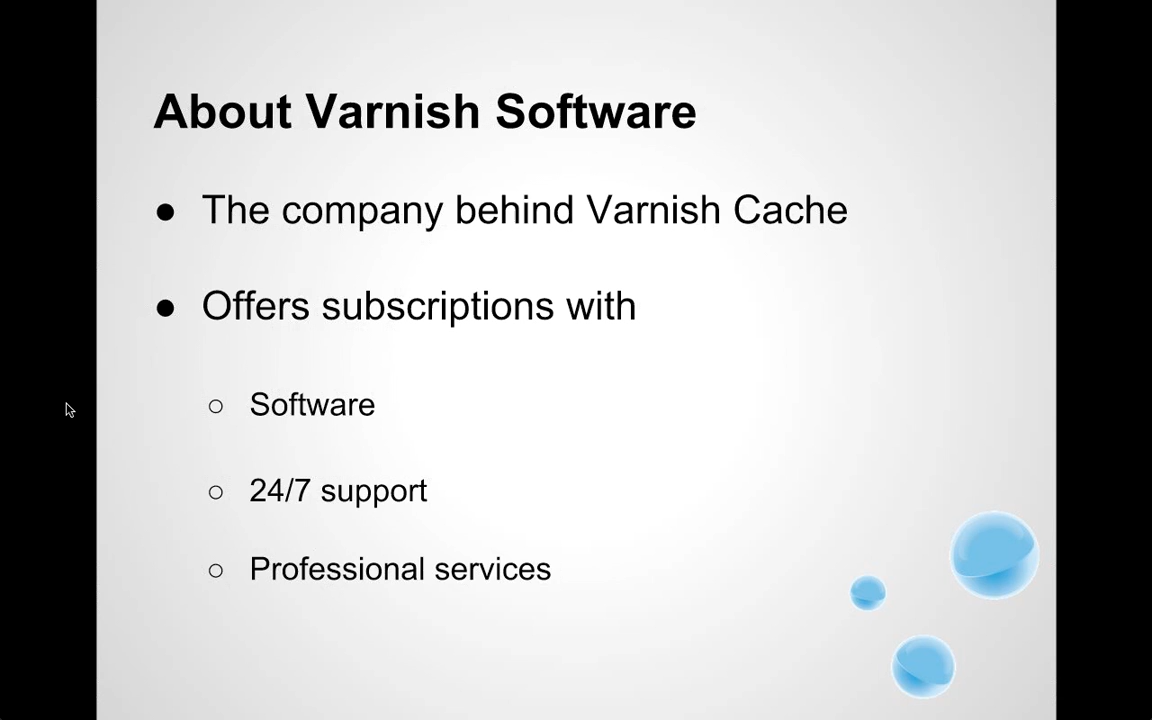 About Varnish Software
● The company behind Varnish Cache
● Offers subscriptions with
○ Software
○ 24/7 support
○ Professional services